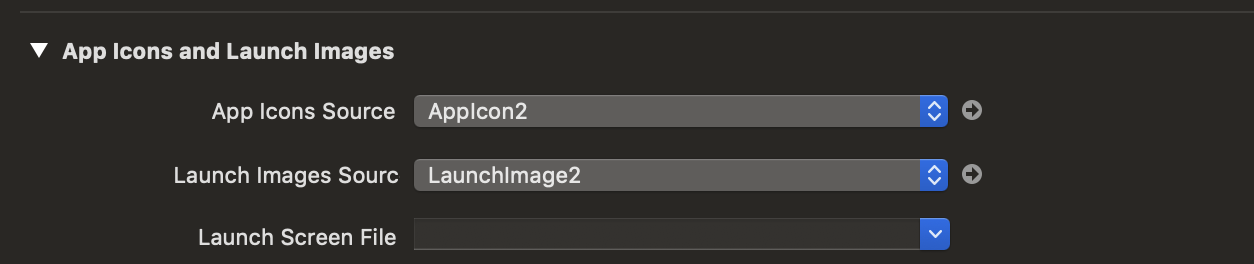 App Icons and Launch Images
App Icons Source AppIcon2
Launch Images Sourc LaunchImage2
Launch Screen File